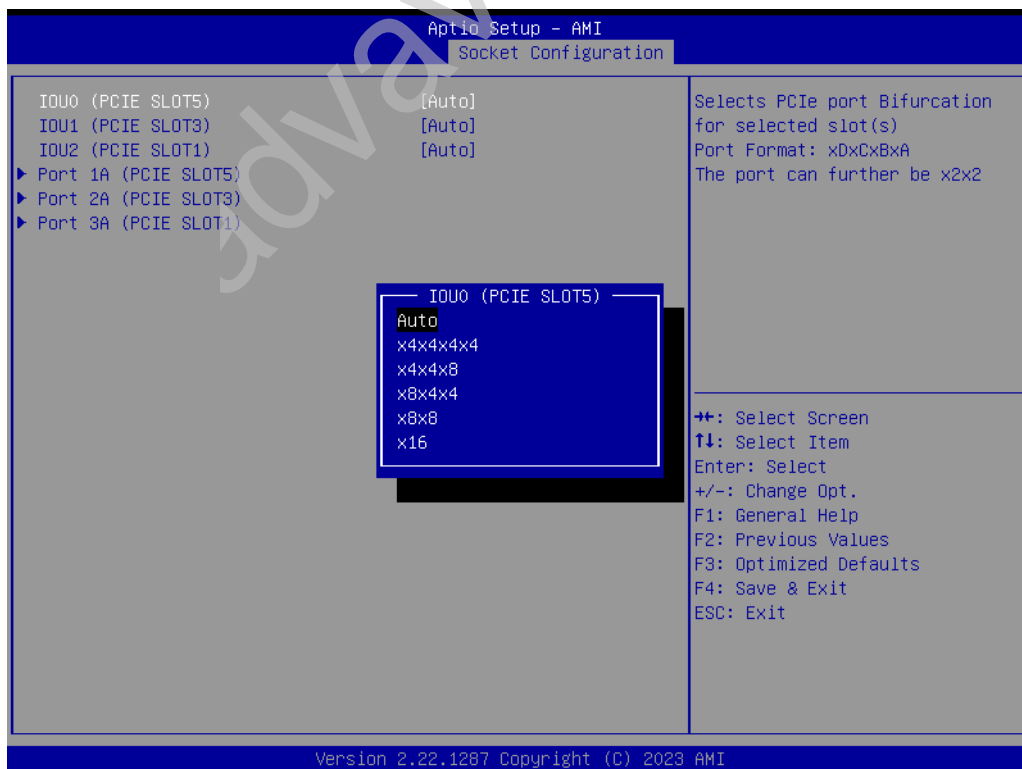 Aptio Setup – AMI
Socket Configuration
IOU0 (PCIE SLOT5) [Auto]
IOU1 (PCIE SLOT3) [Auto]
IOU2 (PCIE SLOT1) [Auto]
Port 1A (PCIE SLOT5)
Port 2A (PCIE SLOT3)
Port 3A (PCIE SLOT1)
Selects PCIe port Bifurcation
for selected slot(s)
Port Format: xDxCxBxA
The port can further be x2x2
IOU0 (PCIE SLOT5)
Auto
x4x4x4x4
x4x4x8
x8x4x4
x8x8
x16
→←: Select Screen
↑↓: Select Item
Enter: Select
+/-: Change Opt.
F1: General Help
F2: Previous Values
F3: Optimized Defaults
F4: Save & Exit
ESC: Exit
Version 2.22.1287 Copyright (C) 2023 AMI